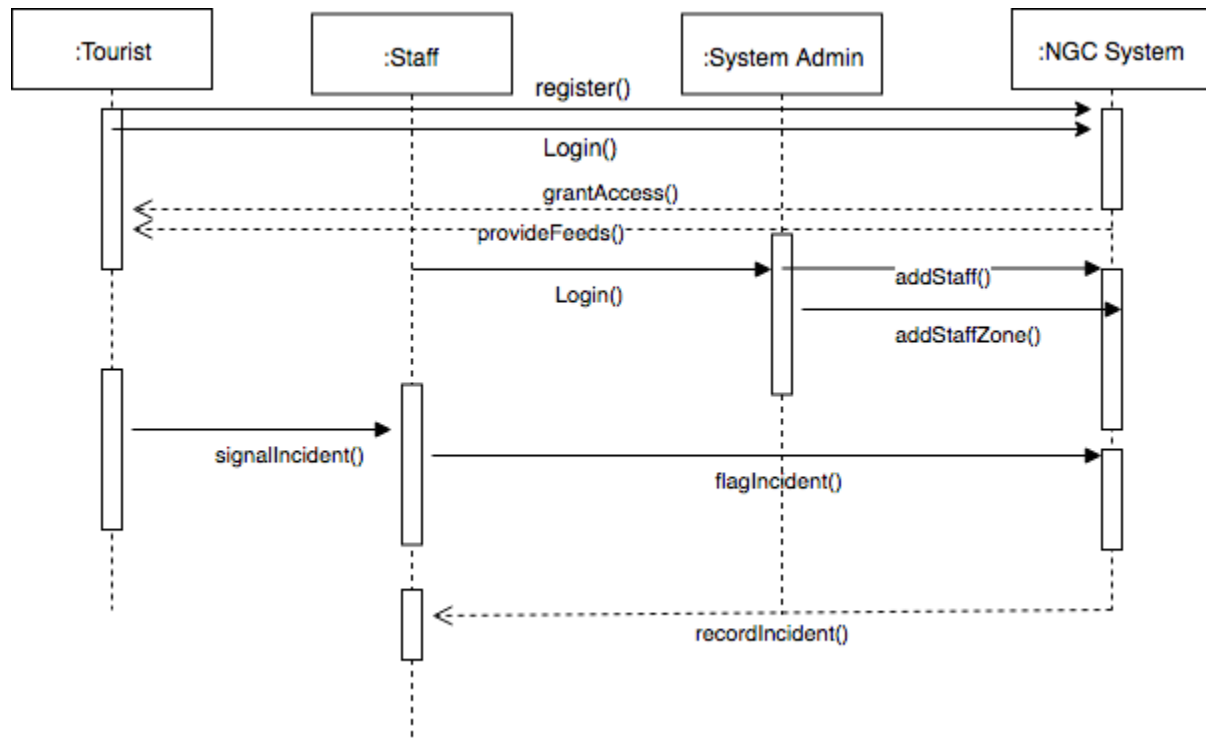 :Tourist
:Staff
:System Admin
:NGC System
register()
Login()
grantAccess()
provideFeeds()
Login()
addStaff()
addStaffZone()
signalIncident()
flagIncident()
recordIncident()